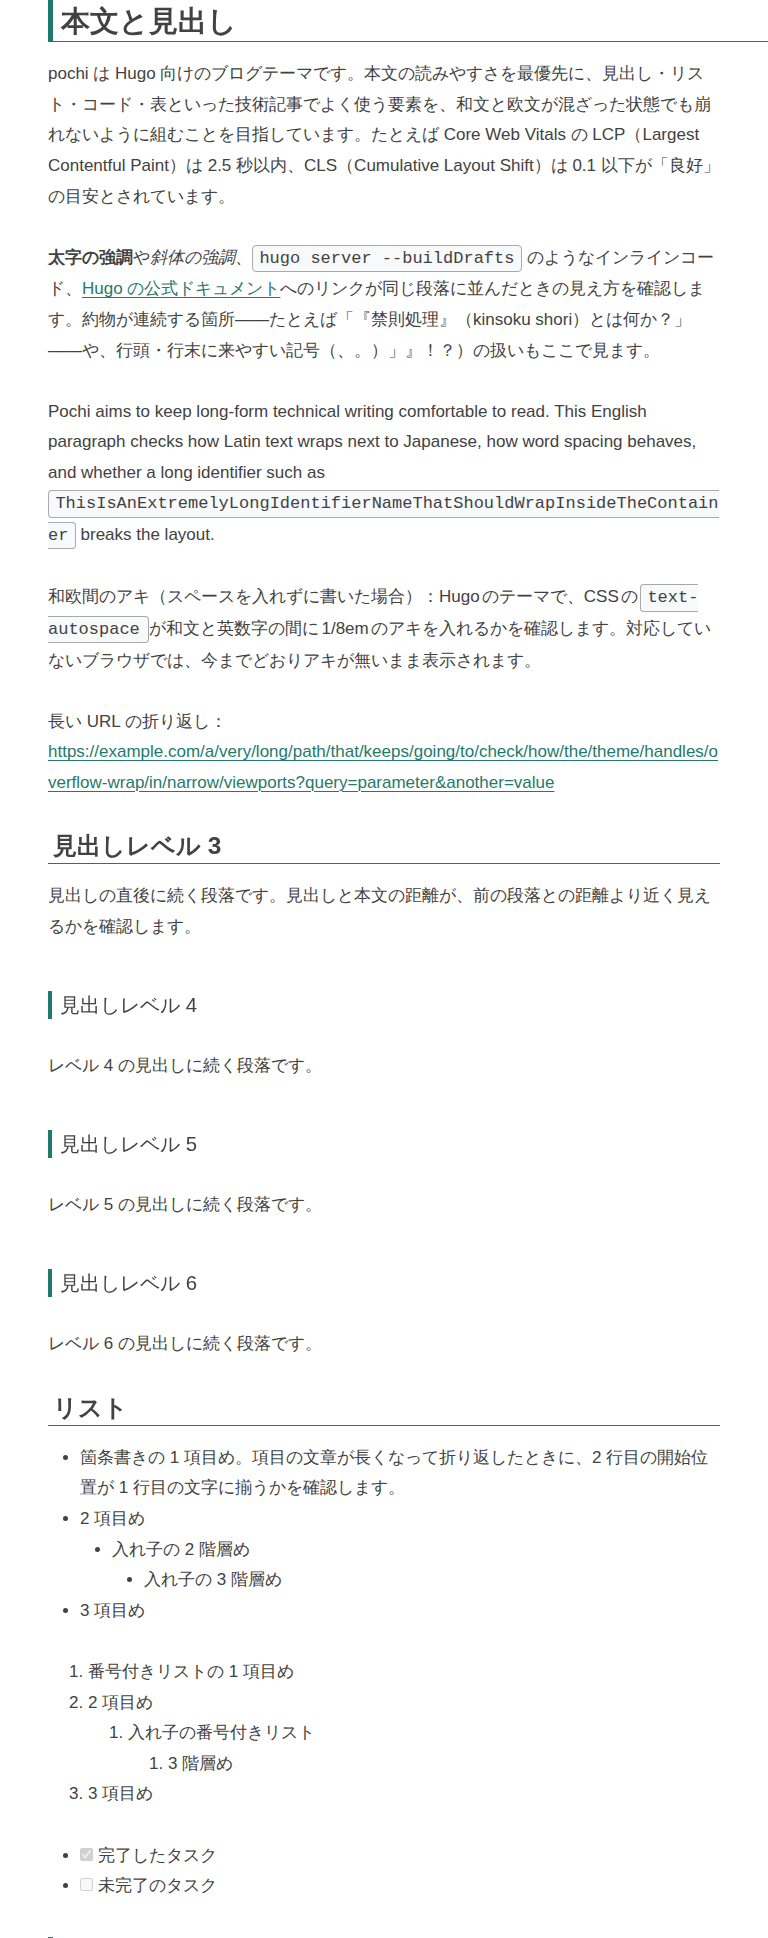 本文と見出し
pochi は Hugo 向けのブログテーマです。本文の読みやすさを最優先に、見出し・リス
ト・コード・表といった技術記事でよく使う要素を、和文と欧文が混ざった状態でも崩
れないように組むことを目指しています。たとえば Core Web Vitals の LCP（Largest
Contentful Paint）は 2.5 秒以内、CLS（Cumulative Layout Shift）は 0.1 以下が「良好」
の目安とされています。
太字の強調や斜体の強調、 hugo server --buildDrafts のようなインラインコー
ド、Hugo の公式ドキュメントへのリンクが同じ段落に並んだときの見え方を確認しま
す。約物が連続する箇所——たとえば「『禁則処理』（kinsoku shori）とは何か？」
——や、行頭・行末に来やすい記号（、。）」』！？）の扱いもここで見ます。
Pochi aims to keep long-form technical writing comfortable to read. This English
paragraph checks how Latin text wraps next to Japanese, how word spacing behaves,
and whether a long identifier such as
ThisIsAnExtremelyLongIdentifierNameThatShouldWrapInsideTheContain
er breaks the layout.
和欧間のアキ（スペースを入れずに書いた場合）：Hugoのテーマで、CSSの text-
autospace が和文と英数字の間に1/8emのアキを入れるかを確認します。対応してい
ないブラウザでは、今までどおりアキが無いまま表示されます。
長い URL の折り返し：
https://example.com/a/very/long/path/that/keeps/going/to/check/how/the/theme/handles/o
verflow-wrap/in/narrow/viewports?query=parameter&another=value
見出しレベル 3
見出しの直後に続く段落です。見出しと本文の距離が、前の段落との距離より近く見え
るかを確認します。
見出しレベル 4
レベル 4 の見出しに続く段落です。
見出しレベル 5
レベル 5 の見出しに続く段落です。
見出しレベル 6
レベル 6 の見出しに続く段落です。
リスト
• 箇条書きの 1 項目め。項目の文章が長くなって折り返したときに、2 行目の開始位
置が 1 行目の文字に揃うかを確認します。
• 2 項目め
• 入れ子の 2 階層め
• 入れ子の 3 階層め
• 3 項目め
1. 番号付きリストの 1 項目め
2. 2 項目め
1. 入れ子の番号付きリスト
1. 3 階層め
3. 3 項目め
• 完了したタスク
• 未完了のタスク